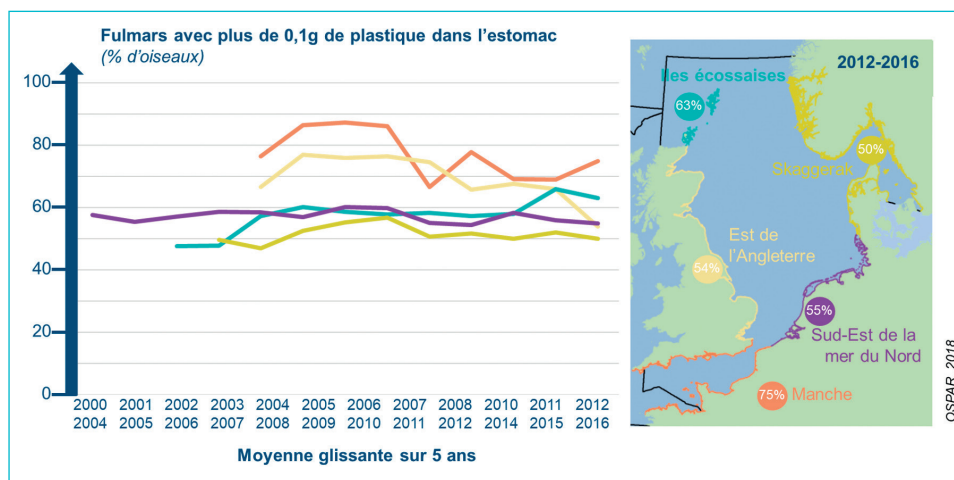 Fulmars avec plus de 0,1g de plastique dans l'estomac
(% d'oiseaux)
100
80
60
40
20
0
2000 2001 2002 2003 2004 2005 2006 2007 2008 2010 2011 2012
2004 2005 2006 2007 2008 2009 2010 2011 2012 2014 2015 2016
Moyenne glissante sur 5 ans
2012-2016
Iles écossaises
63%
50%
Skaggerak
Est de
l'Angleterre
54%
55%
Sud-Est de la
mer du Nord
75% Manche
OSPAR, 2018